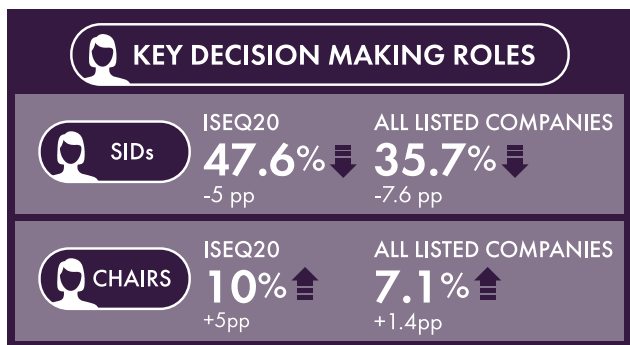 KEY DECISION MAKING ROLES
SIDs
ISEQ20
47.6%
-5 pp
ALL LISTED COMPANIES
35.7%
-7.6 pp
CHAIRS
ISEQ20
10%
+5pp
ALL LISTED COMPANIES
7.1%
+1.4pp